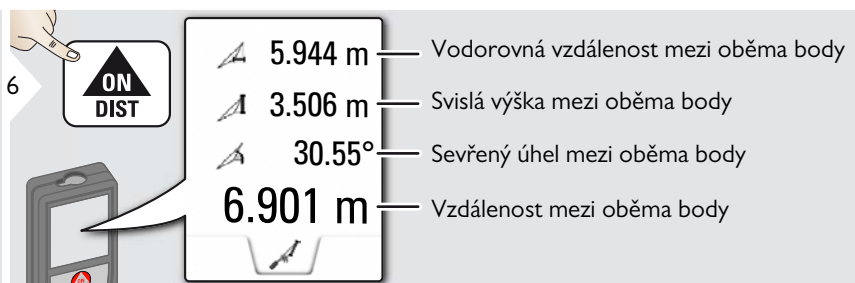 6
ON
DIST
5.944 m Vodorovná vzdálenost mezi oběma body
3.506 m Svislá výška mezi oběma body
30.55° Sevřený úhel mezi oběma body
6.901 m Vzdálenost mezi oběma body
ON